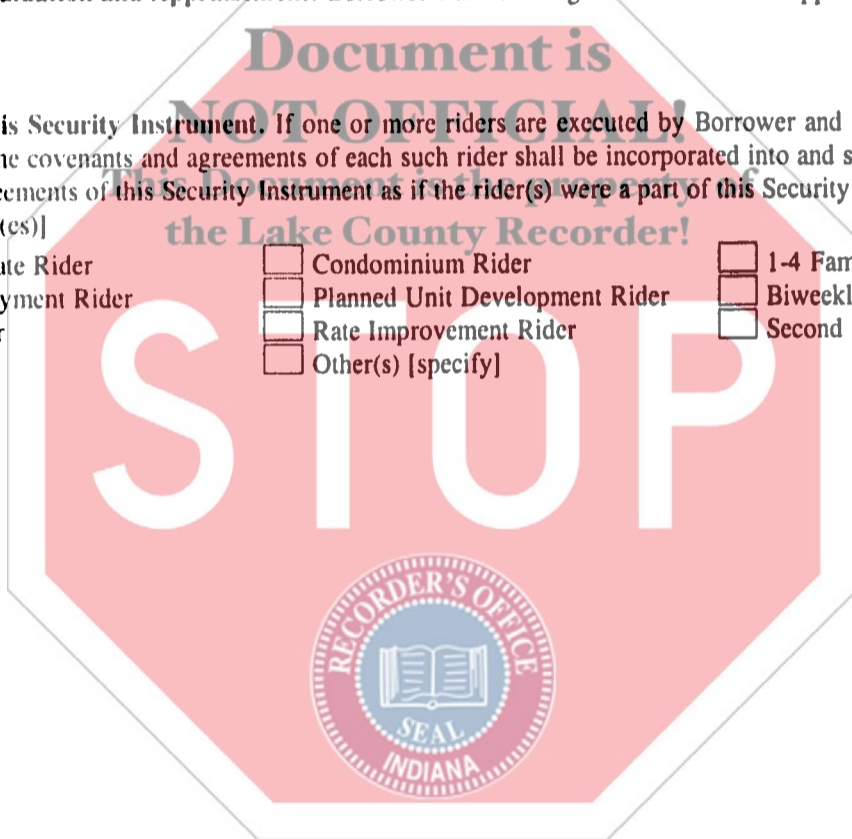 Document is
NOT OFFICIAL!
is Security Instrument. If one or more riders are executed by Borrower and
ne covenants and agreements of each such rider shall be incorporated into and s
This Document is the property of
cements of this Security Instrument as if the rider(s) were a part of this Security
(es)]
the Lake County Recorder!
ate Rider Condominium Rider 1-4 Fam
yment Rider Planned Unit Development Rider Biweekl
r Rate Improvement Rider Second
Other(s) [specify]
STOP
RECORDER'S OFFICE
SEAL
INDIANA